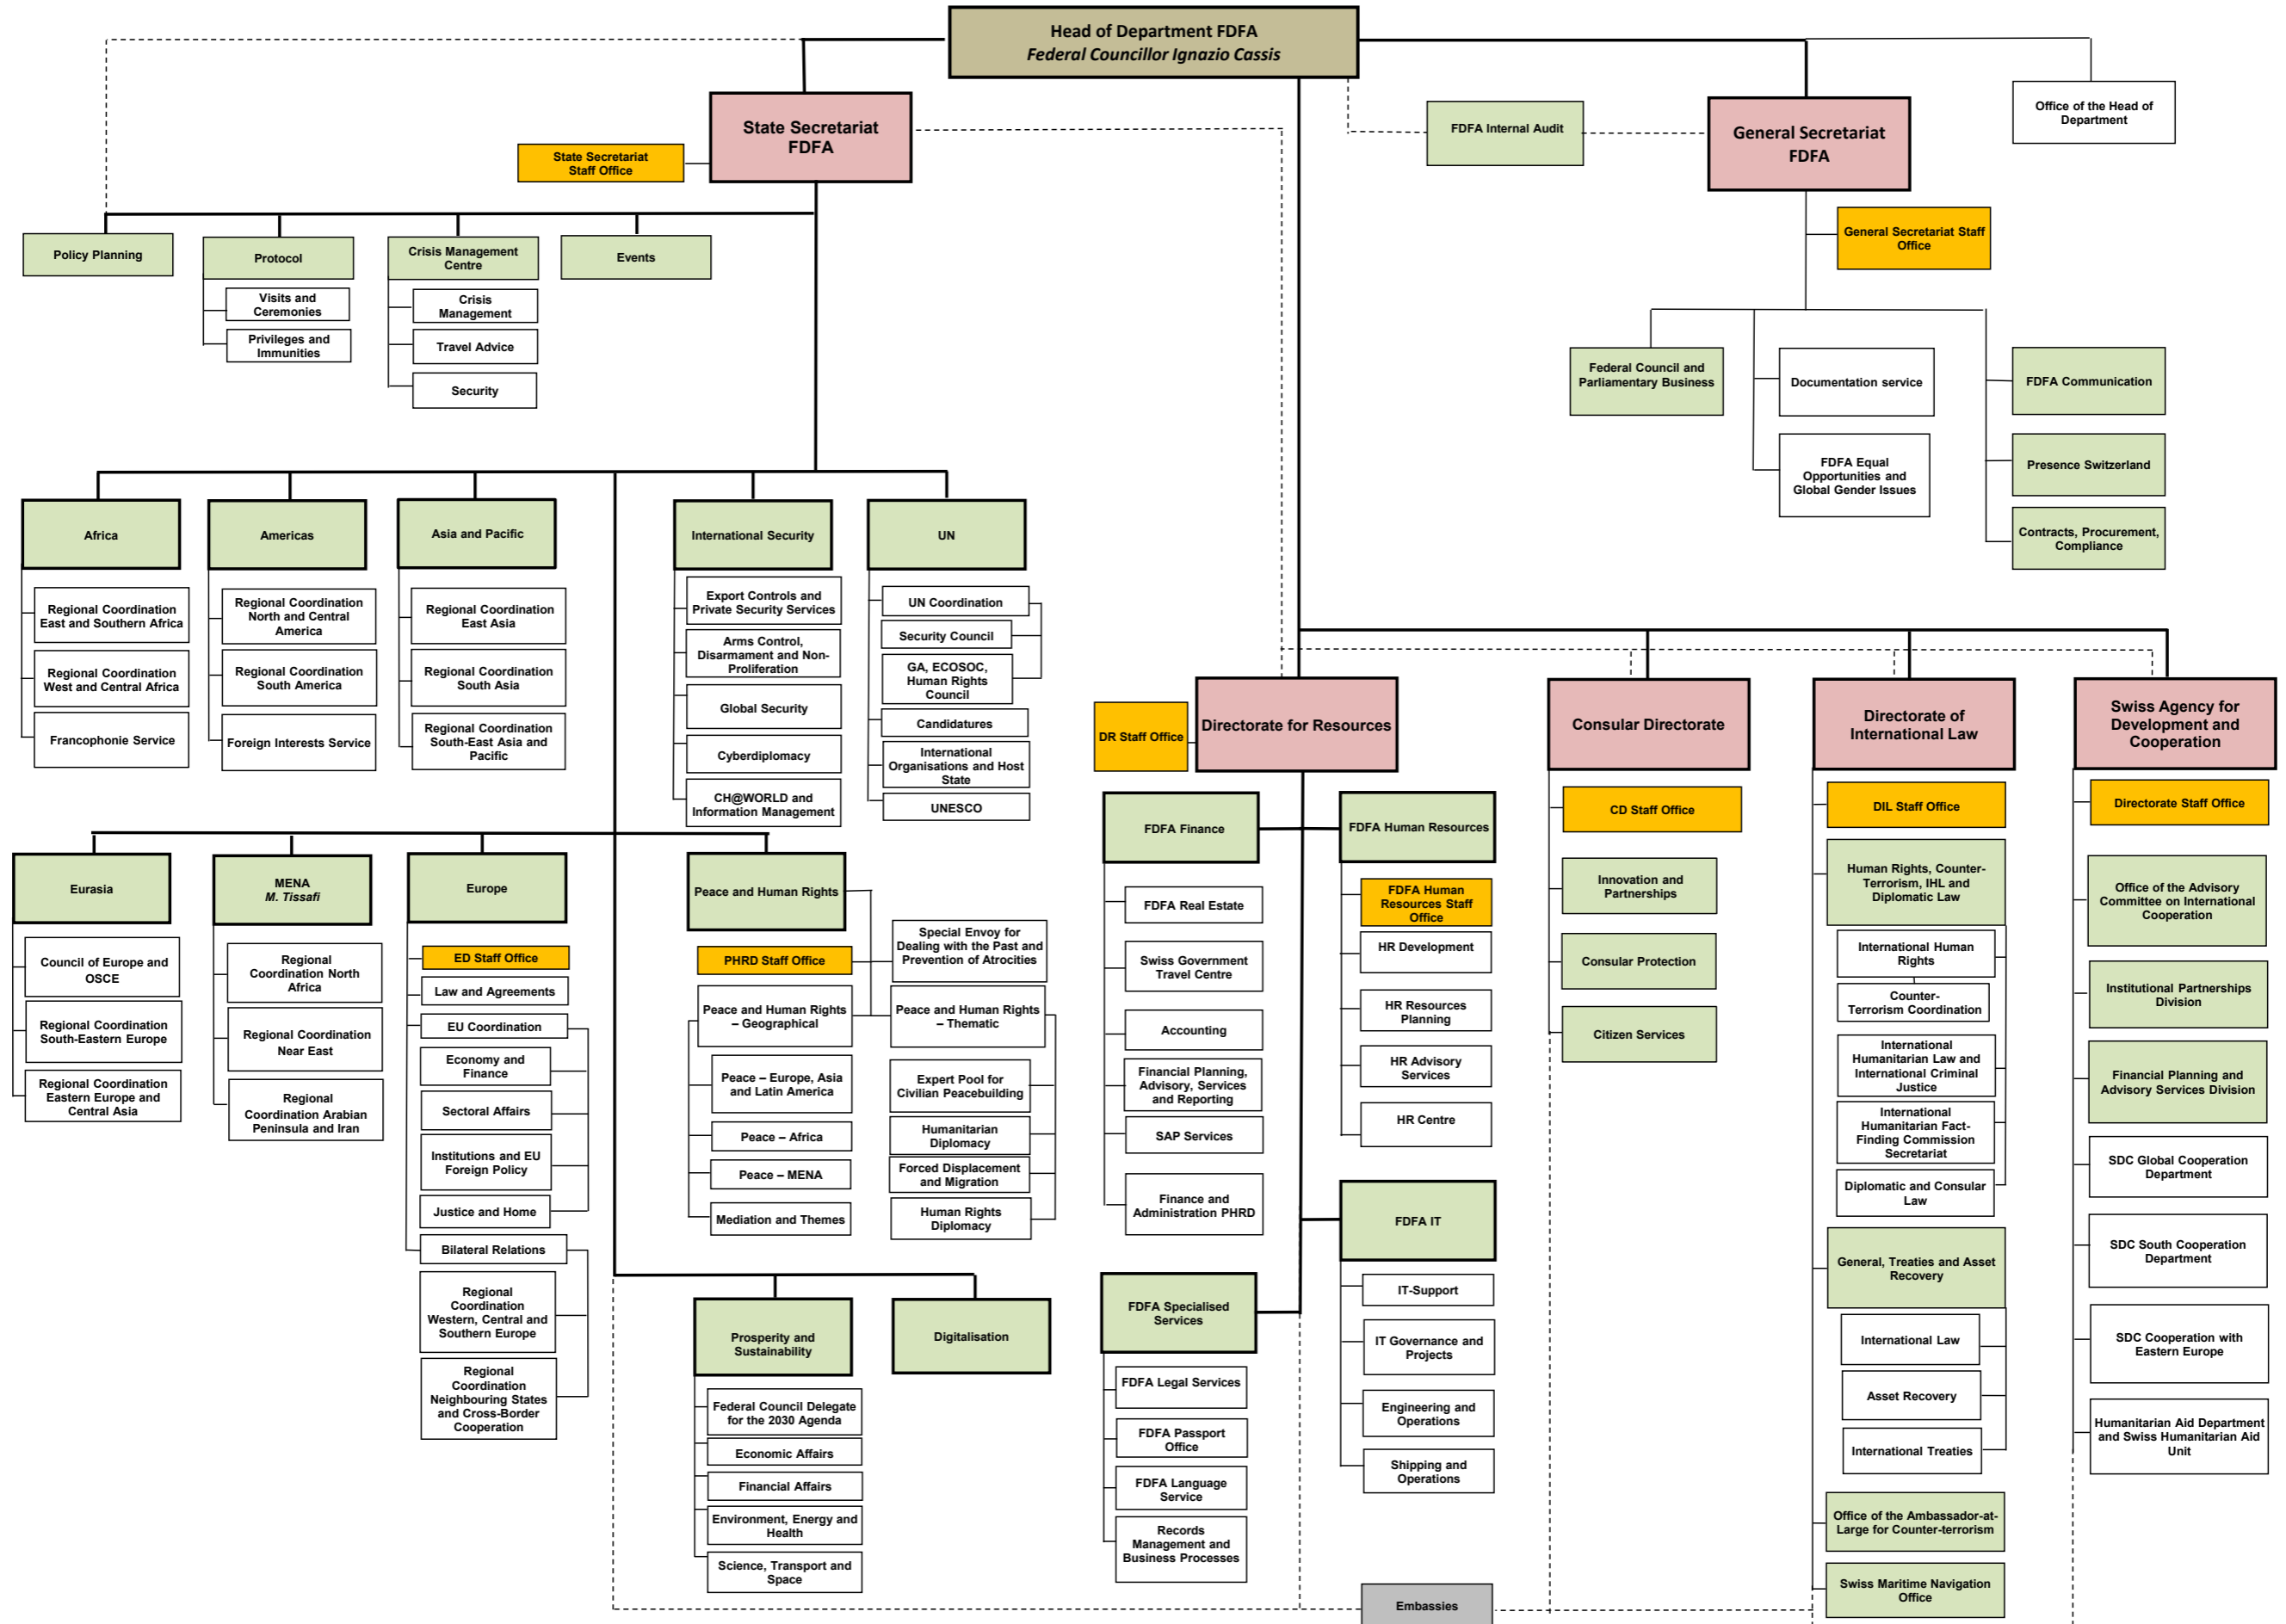 Head of Department FDFA
Federal Councillor Ignazio Cassis
Office of the Head of
Department
State Secretariat
FDFA
FDFA Internal Audit
General Secretariat
FDFA
State Secretariat
Staff Office
General Secretariat Staff
Office
Policy Planning
Protocol
Crisis Management
Centre
Events
Visits and
Ceremonies
Privileges and
Immunities
Crisis
Management
Travel Advice
Security
Federal Council and
Parliamentary Business
Documentation service
FDFA Equal
Opportunities and
Global Gender Issues
FDFA Communication
Presence Switzerland
Contracts, Procurement,
Compliance
Africa
Regional Coordination
East and Southern Africa
Regional Coordination
West and Central Africa
Francophonie Service
Americas
Regional Coordination
North and Central
America
Regional Coordination
South America
Foreign Interests Service
Asia and Pacific
Regional Coordination
East Asia
Regional Coordination
South Asia
Regional Coordination
South-East Asia and
Pacific
International Security
Export Controls and
Private Security Services
Arms Control,
Disarmament and Non-
Proliferation
Global Security
Cyberdiplomacy
CH@WORLD and
Information Management
UN
UN Coordination
Security Council
GA, ECOSOC,
Human Rights
Council
Candidatures
International
Organisations and Host
State
UNESCO
Eurasia
Council of Europe and
OSCE
Regional Coordination
South-Eastern Europe
Regional Coordination
Eastern Europe and
Central Asia
MENA
M. Tissafi
Regional
Coordination North
Africa
Regional Coordination
Near East
Regional
Coordination Arabian
Peninsula and Iran
Europe
ED Staff Office
Law and Agreements
EU Coordination
Economy and
Finance
Sectoral Affairs
Institutions and EU
Foreign Policy
Justice and Home
Bilateral Relations
Regional
Coordination
Western, Central and
Southern Europe
Regional
Coordination
Neighbouring States
and Cross-Border
Cooperation
Peace and Human Rights
PHRD Staff Office
Special Envoy for
Dealing with the Past and
Prevention of Atrocities
Peace and Human Rights
– Geographical
Peace – Europe, Asia
and Latin America
Peace – Africa
Peace – MENA
Mediation and Themes
Peace and Human Rights
– Thematic
Expert Pool for
Civilian Peacebuilding
Humanitarian
Diplomacy
Forced Displacement
and Migration
Human Rights
Diplomacy
Prosperity and
Sustainability
Federal Council Delegate
for the 2030 Agenda
Economic Affairs
Financial Affairs
Environment, Energy and
Health
Science, Transport and
Space
Digitalisation
DR Staff Office
Directorate for Resources
FDFA Finance
FDFA Real Estate
Swiss Government
Travel Centre
Accounting
Financial Planning,
Advisory, Services
and Reporting
SAP Services
Finance and
Administration PHRD
FDFA Human Resources
FDFA Human
Resources Staff
Office
HR Development
HR Resources
Planning
HR Advisory
Services
HR Centre
FDFA IT
IT-Support
IT Governance and
Projects
Engineering and
Operations
Shipping and
Operations
FDFA Specialised
Services
FDFA Legal Services
FDFA Passport
Office
FDFA Language
Service
Records
Management and
Business Processes
Consular Directorate
CD Staff Office
Innovation and
Partnerships
Consular Protection
Citizen Services
Directorate of
International Law
DIL Staff Office
Human Rights, Counter-
Terrorism, IHL and
Diplomatic Law
International Human
Rights
Counter-
Terrorism Coordination
International
Humanitarian Law and
International Criminal
Justice
International
Humanitarian Fact-
Finding Commission
Secretariat
Diplomatic and Consular
Law
General, Treaties and Asset
Recovery
International Law
Asset Recovery
International Treaties
Office of the Ambassador-at-
Large for Counter-terrorism
Swiss Maritime Navigation
Office
Swiss Agency for
Development and
Cooperation
Directorate Staff Office
Office of the Advisory
Committee on International
Cooperation
Institutional Partnerships
Division
Financial Planning and
Advisory Services Division
SDC Global Cooperation
Department
SDC South Cooperation
Department
SDC Cooperation with
Eastern Europe
Humanitarian Aid Department
and Swiss Humanitarian Aid
Unit
Embassies